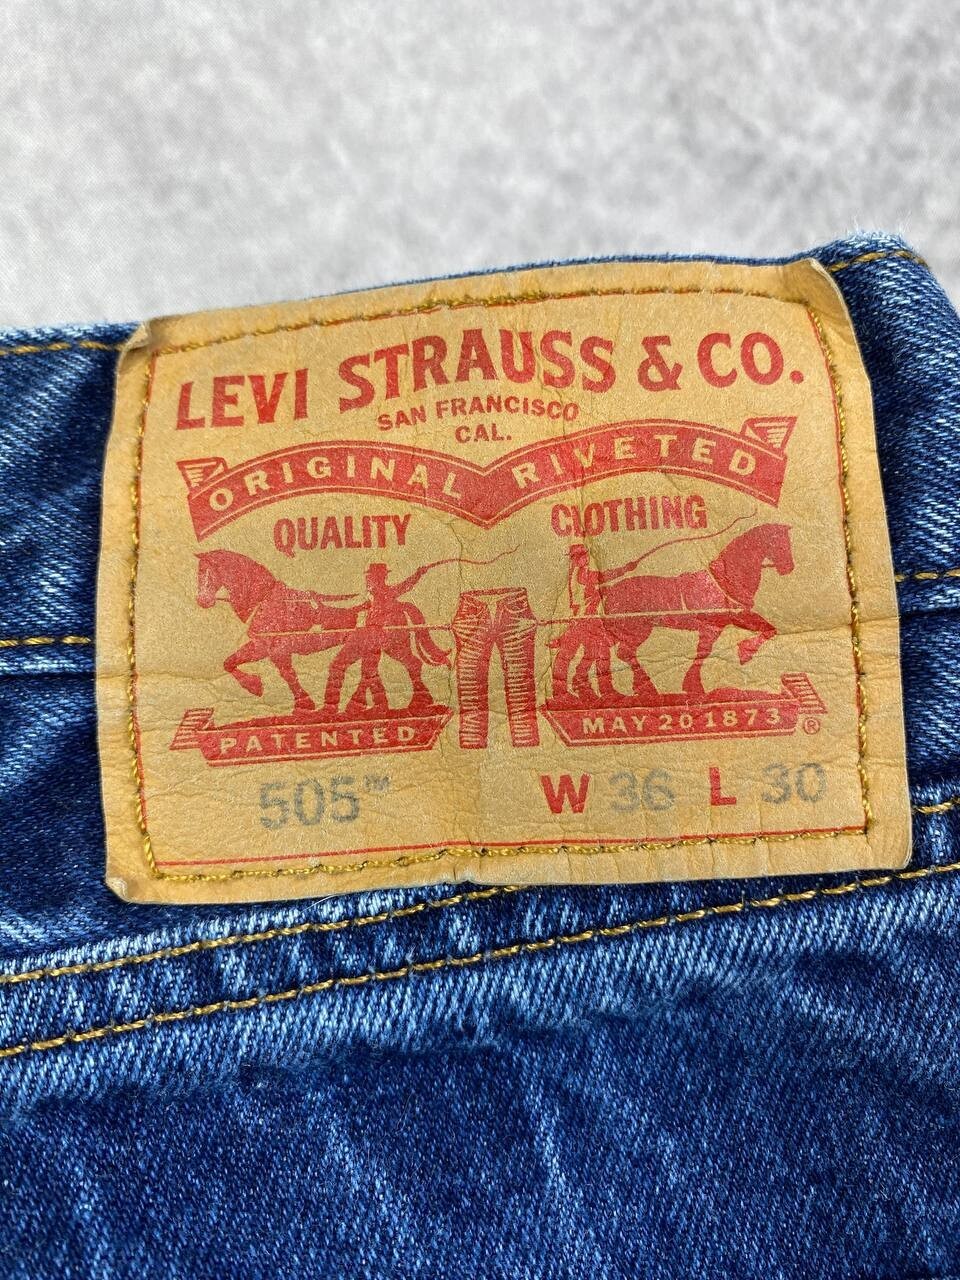 LEVI STRAUSS & CO.
SAN FRANCISCO
CAL.
ORIGINAL RIVETED
QUALITY CLOTHING
PATENTED MAY 20 1873 ®
505™ W 36 L 30